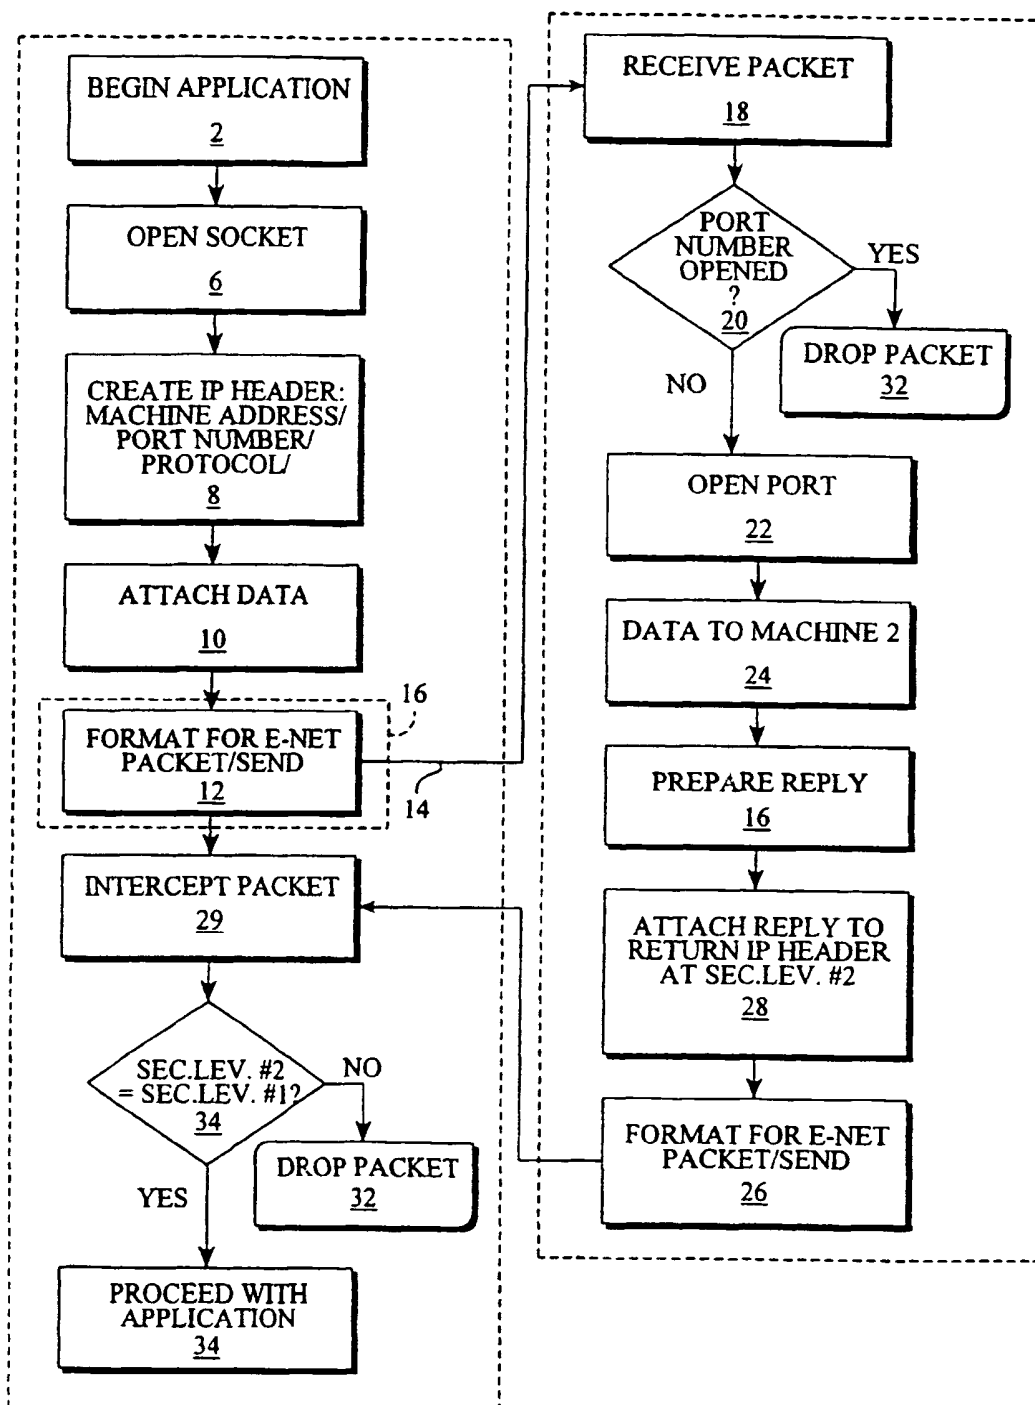 BEGIN APPLICATION
2
OPEN SOCKET
6
CREATE IP HEADER:
MACHINE ADDRESS/
PORT NUMBER/
PROTOCOL/
8
ATTACH DATA
10
16
FORMAT FOR E-NET
PACKET/SEND
12
14
INTERCEPT PACKET
29
SEC.LEV. #2
= SEC.LEV. #1?
34
NO
DROP PACKET
32
YES
PROCEED WITH
APPLICATION
34
RECEIVE PACKET
18
PORT
NUMBER
OPENED
?
20
YES
DROP PACKET
32
NO
OPEN PORT
22
DATA TO MACHINE 2
24
PREPARE REPLY
16
ATTACH REPLY TO
RETURN IP HEADER
AT SEC.LEV. #2
28
FORMAT FOR E-NET
PACKET/SEND
26